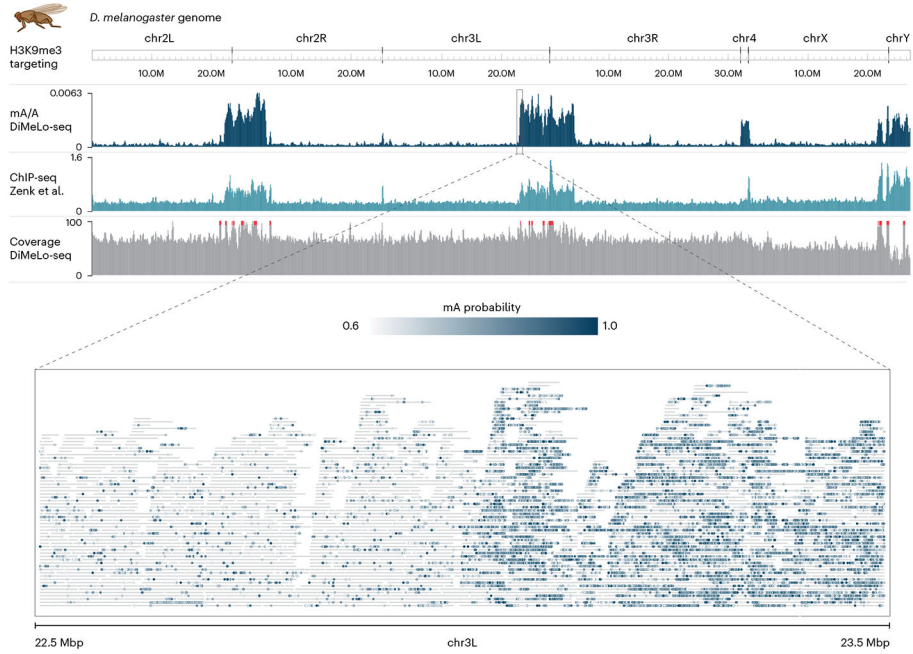 D. melanogaster genome
chr2L chr2R chr3L chr3R chr4 chrX chrY
H3K9me3
targeting
10.0M 20.0M 10.0M 20.0M 10.0M 20.0M 10.0M 20.0M 30.0M 10.0M 20.0M
0.0063
mA/A
DiMeLo-seq
0
1.6
ChIP-seq
Zenk et al.
0
100
Coverage
DiMeLo-seq
0
mA probability
0.6 1.0
22.5 Mbp chr3L 23.5 Mbp